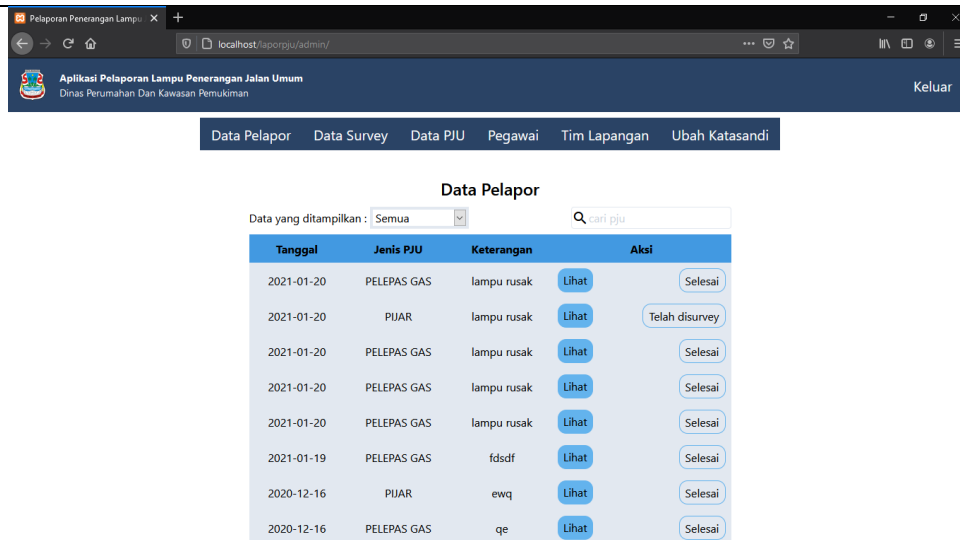 Pelaporan Penerangan Lampu
localhost/laporpju/admin/
Aplikasi Pelaporan Lampu Penerangan Jalan Umum
Dinas Perumahan Dan Kawasan Pemukiman
Keluar
Data Pelapor Data Survey Data PJU Pegawai Tim Lapangan Ubah Katasandi
Data Pelapor
Data yang ditampilkan : Semua cari pju
Tanggal Jenis PJU Keterangan Aksi
2021-01-20 PELEPAS GAS lampu rusak Lihat Selesai
2021-01-20 PIJAR lampu rusak Lihat Telah disurvey
2021-01-20 PELEPAS GAS lampu rusak Lihat Selesai
2021-01-20 PELEPAS GAS lampu rusak Lihat Selesai
2021-01-20 PELEPAS GAS lampu rusak Lihat Selesai
2021-01-19 PELEPAS GAS fdsdf Lihat Selesai
2020-12-16 PIJAR ewq Lihat Selesai
2020-12-16 PELEPAS GAS qe Lihat Selesai